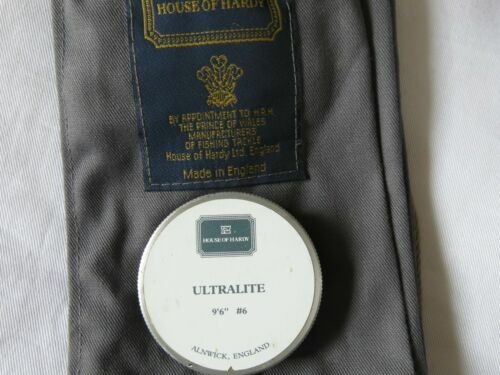 HOUSE OF HARDY
BY APPOINTMENT TO H.R.H.
THE PRINCE OF WALES
MANUFACTURERS
OF FISHING TACKLE
House of Hardy Ltd. England
Made in England
HOUSE OF HARDY
ULTRALITE
9'6" #6
ALNWICK, ENGLAND